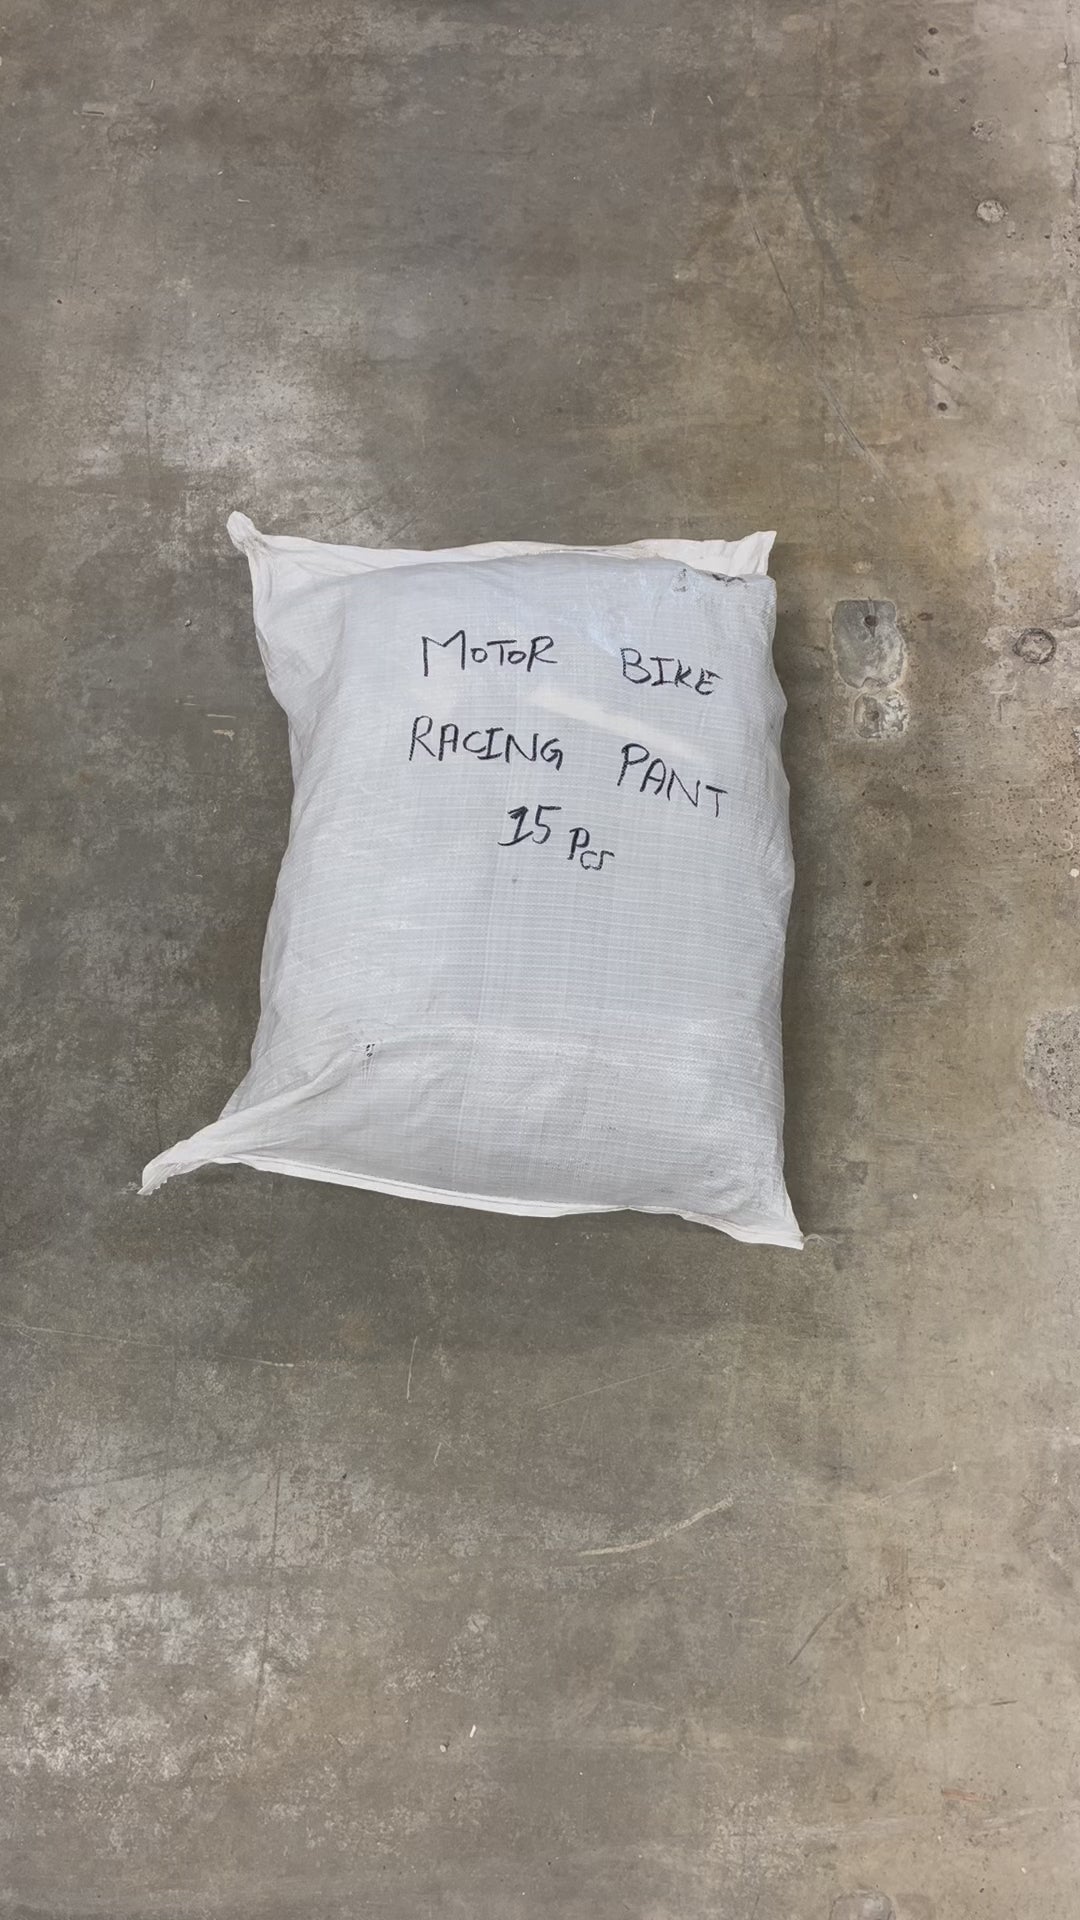 MOTOR BIKE
RACING PANT
15 Pcs